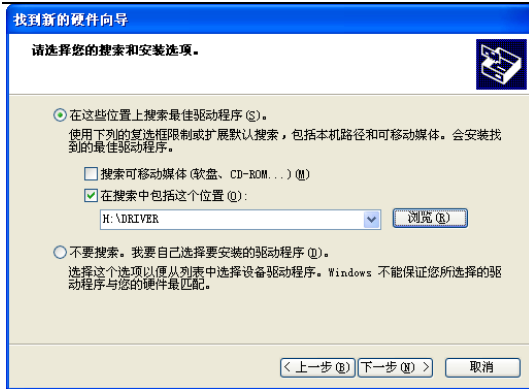 找到新的硬件向导
请选择您的搜索和安装选项。
在这些位置上搜索最佳驱动程序(S)。
使用下列的复选框限制或扩展默认搜索，包括本机路径和可移动媒体。会安装找
到的最佳驱动程序。
搜索可移动媒体(软盘、CD-ROM...)(M)
在搜索中包括这个位置(O):
H:\DRIVER
浏览(R)
不要搜索。我要自己选择要安装的驱动程序(D)。
选择这个选项以便从列表中选择设备驱动程序。Windows 不能保证您所选择的驱
动程序与您的硬件最匹配。
< 上一步(B) 下一步(N) > 取消